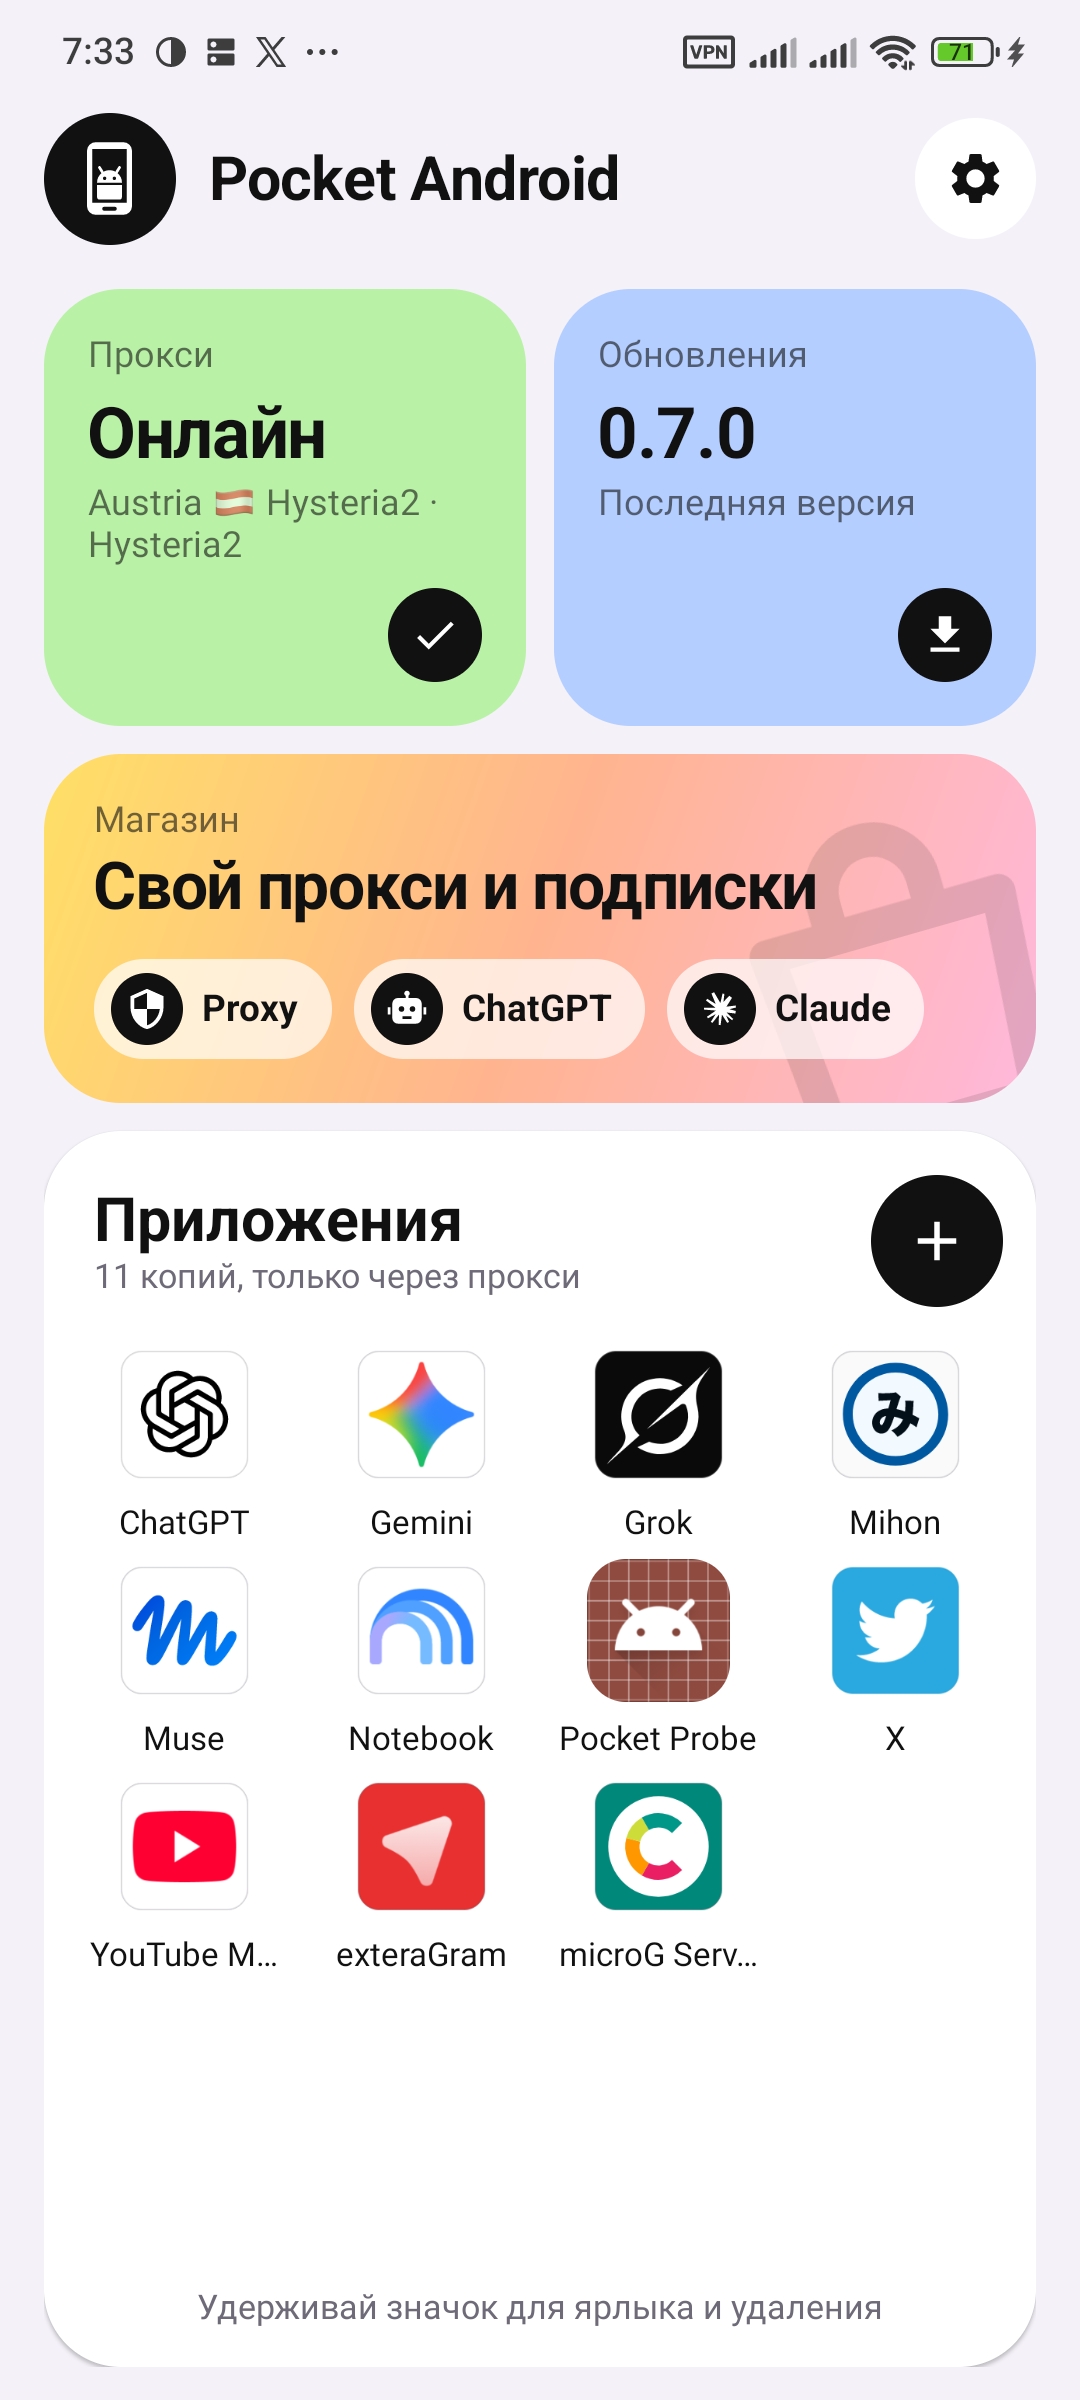 7:33
VPN
71
Pocket Android
Прокси
Онлайн
Austria 🇦🇹 Hysteria2 ·
Hysteria2
Обновления
0.7.0
Последняя версия
Магазин
Свой прокси и подписки
Proxy
ChatGPT
Claude
Приложения
11 копий, только через прокси
み
ChatGPT
Gemini
Grok
Mihon
Muse
Notebook
Pocket Probe
X
YouTube M...
exteraGram
microG Serv...
Удерживай значок для ярлыка и удаления